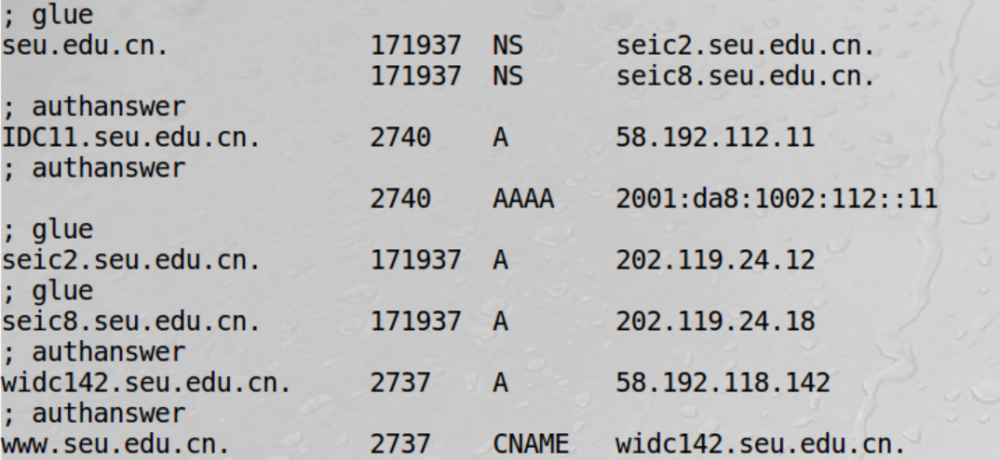 ; glue
seu.edu.cn. 171937 NS seic2.seu.edu.cn.
171937 NS seic8.seu.edu.cn.
; authanswer
IDC11.seu.edu.cn. 2740 A 58.192.112.11
; authanswer
2740 AAAA 2001:da8:1002:112::11
; glue
seic2.seu.edu.cn. 171937 A 202.119.24.12
; glue
seic8.seu.edu.cn. 171937 A 202.119.24.18
; authanswer
widc142.seu.edu.cn. 2737 A 58.192.118.142
; authanswer
www.seu.edu.cn. 2737 CNAME widc142.seu.edu.cn.